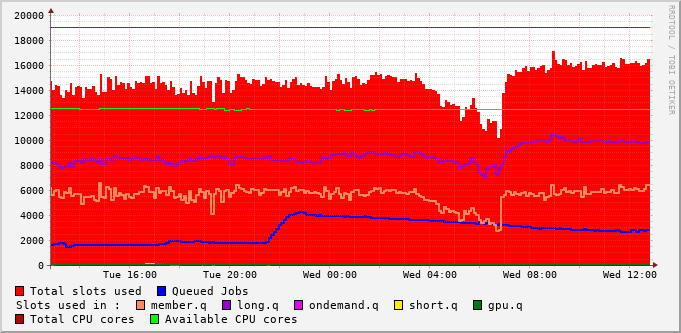 20000
18000
16000
14000
12000
10000
8000
6000
4000
2000
0
Tue 16:00 Tue 20:00 Wed 00:00 Wed 04:00 Wed 08:00 Wed 12:00
Total slots used Queued Jobs
Slots used in : member.q long.q ondemand.q short.q gpu.q
Total CPU cores Available CPU cores
RRDTOOL / TOBI OETIKER